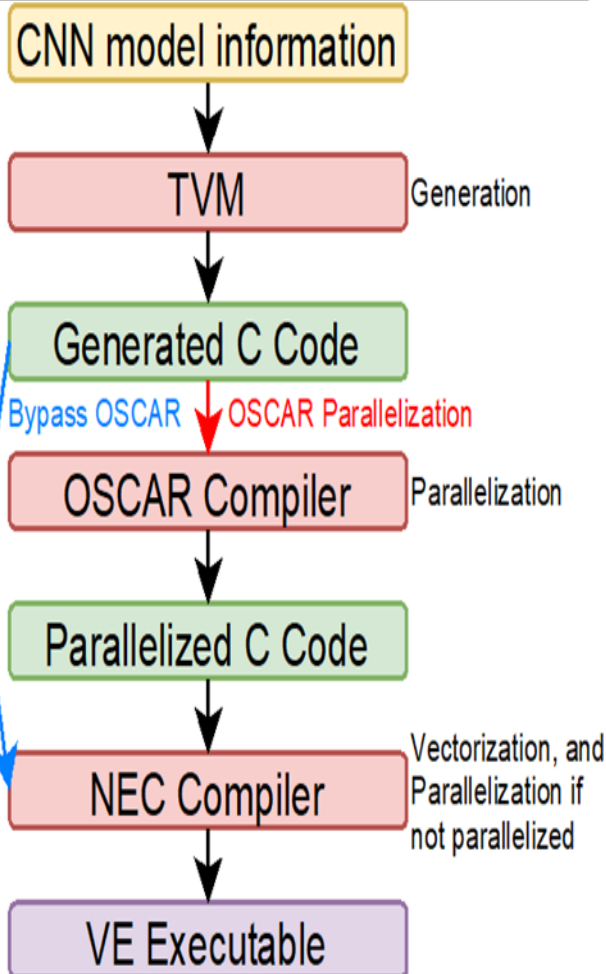 CNN model information
TVM
Generation
Generated C Code
Bypass OSCAR
OSCAR Parallelization
OSCAR Compiler
Parallelization
Parallelized C Code
NEC Compiler
Vectorization, and
Parallelization if
not parallelized
VE Executable